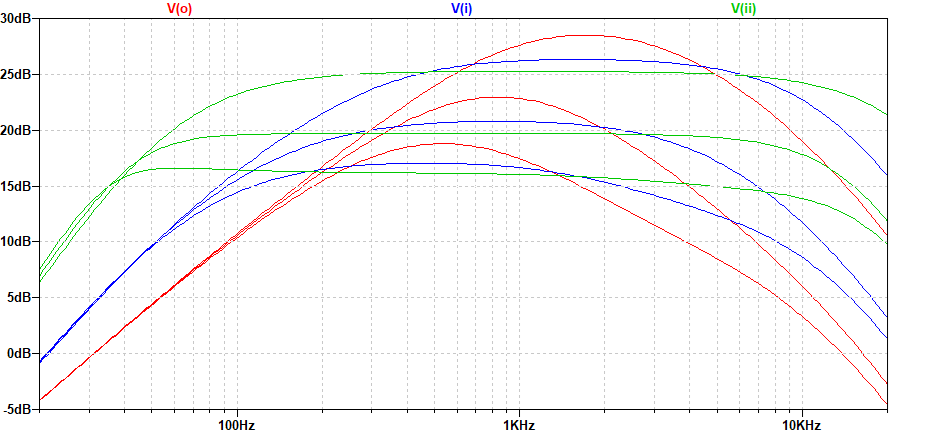 V(o) V(i) V(ii)
30dB
25dB
20dB
15dB
10dB
5dB
0dB
-5dB
100Hz 1KHz 10KHz